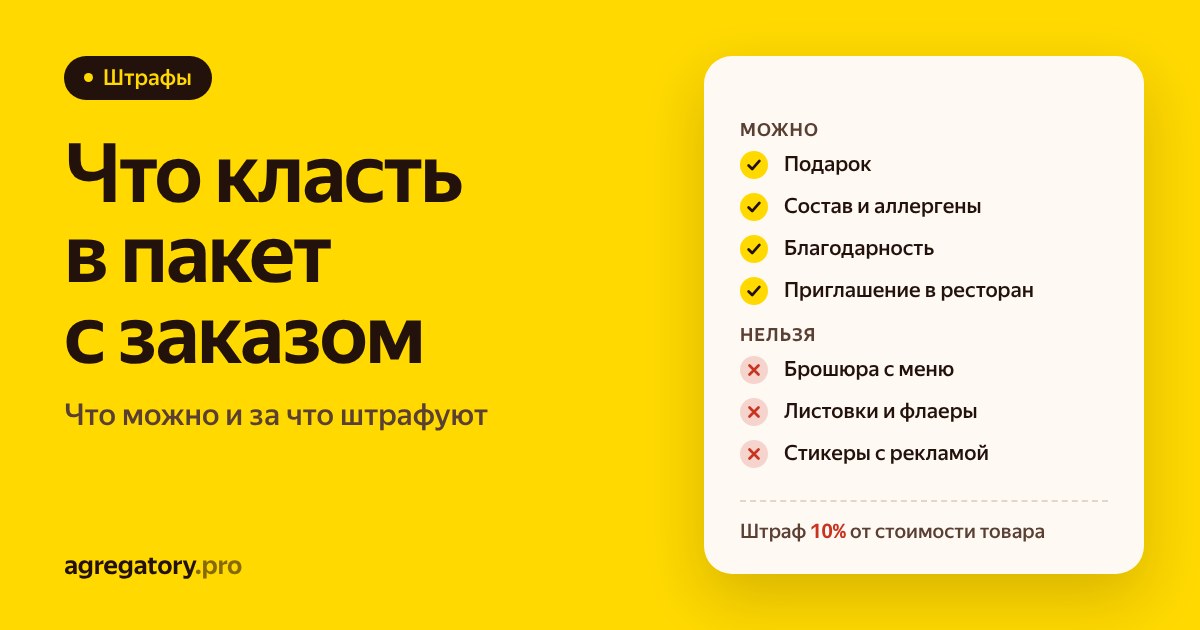 Штрафы
Что класть
в пакет
с заказом
Что можно и за что штрафуют
agregatory.pro
МОЖНО
Подарок
Состав и аллергены
Благодарность
Приглашение в ресторан
НЕЛЬЗЯ
Брошюра с меню
Листовки и флаеры
Стикеры с рекламой
Штраф 10% от стоимости товара